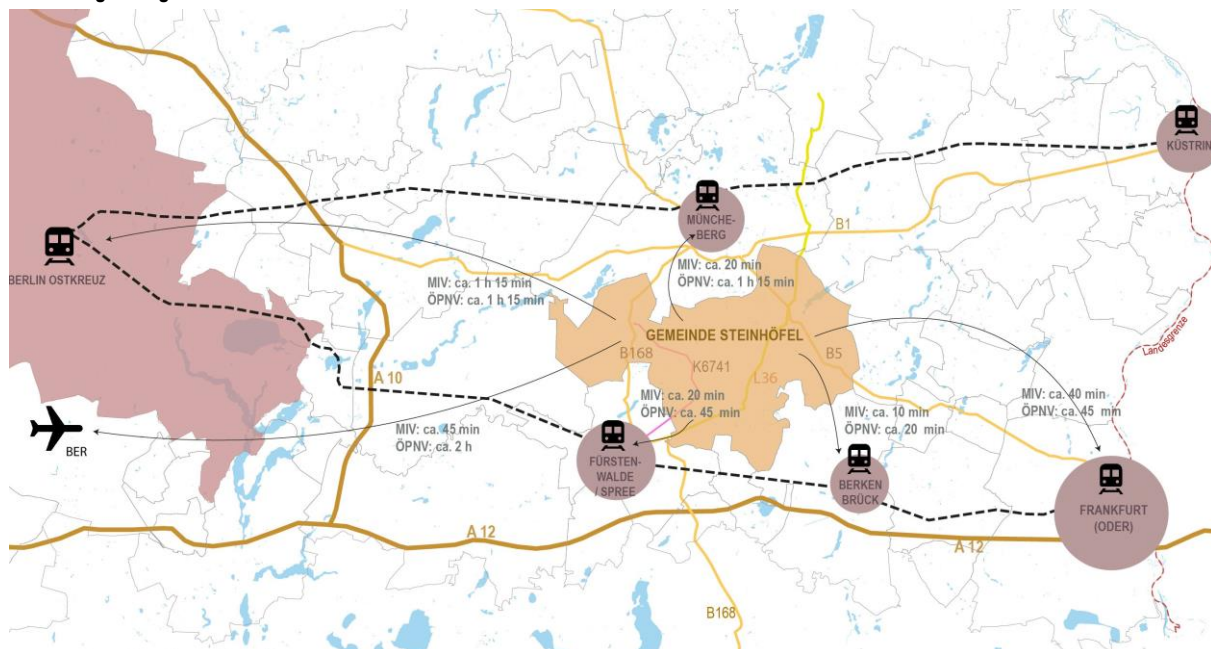 KÜSTRIN
MÜNCHE-
BERG
B1
BERLIN OSTKREUZ
MIV: ca. 1 h 15 min
ÖPNV: ca. 1 h 15 min
MIV: ca. 20 min
ÖPNV: ca. 1 h 15 min
GEMEINDE STEINHÖFEL
Landesgrenze
B168
B5
K6741
L36
A 10
MIV: ca. 20 min
ÖPNV: ca. 45 min
MIV: ca. 10 min
ÖPNV: ca. 20 min
MIV: ca. 40 min
ÖPNV: ca. 45 min
MIV: ca. 45 min
ÖPNV: ca. 2 h
BER
FÜRSTEN-
WALDE
/ SPREE
BERKEN
BRÜCK
FRANKFURT
(ODER)
A 12
A 12
B168